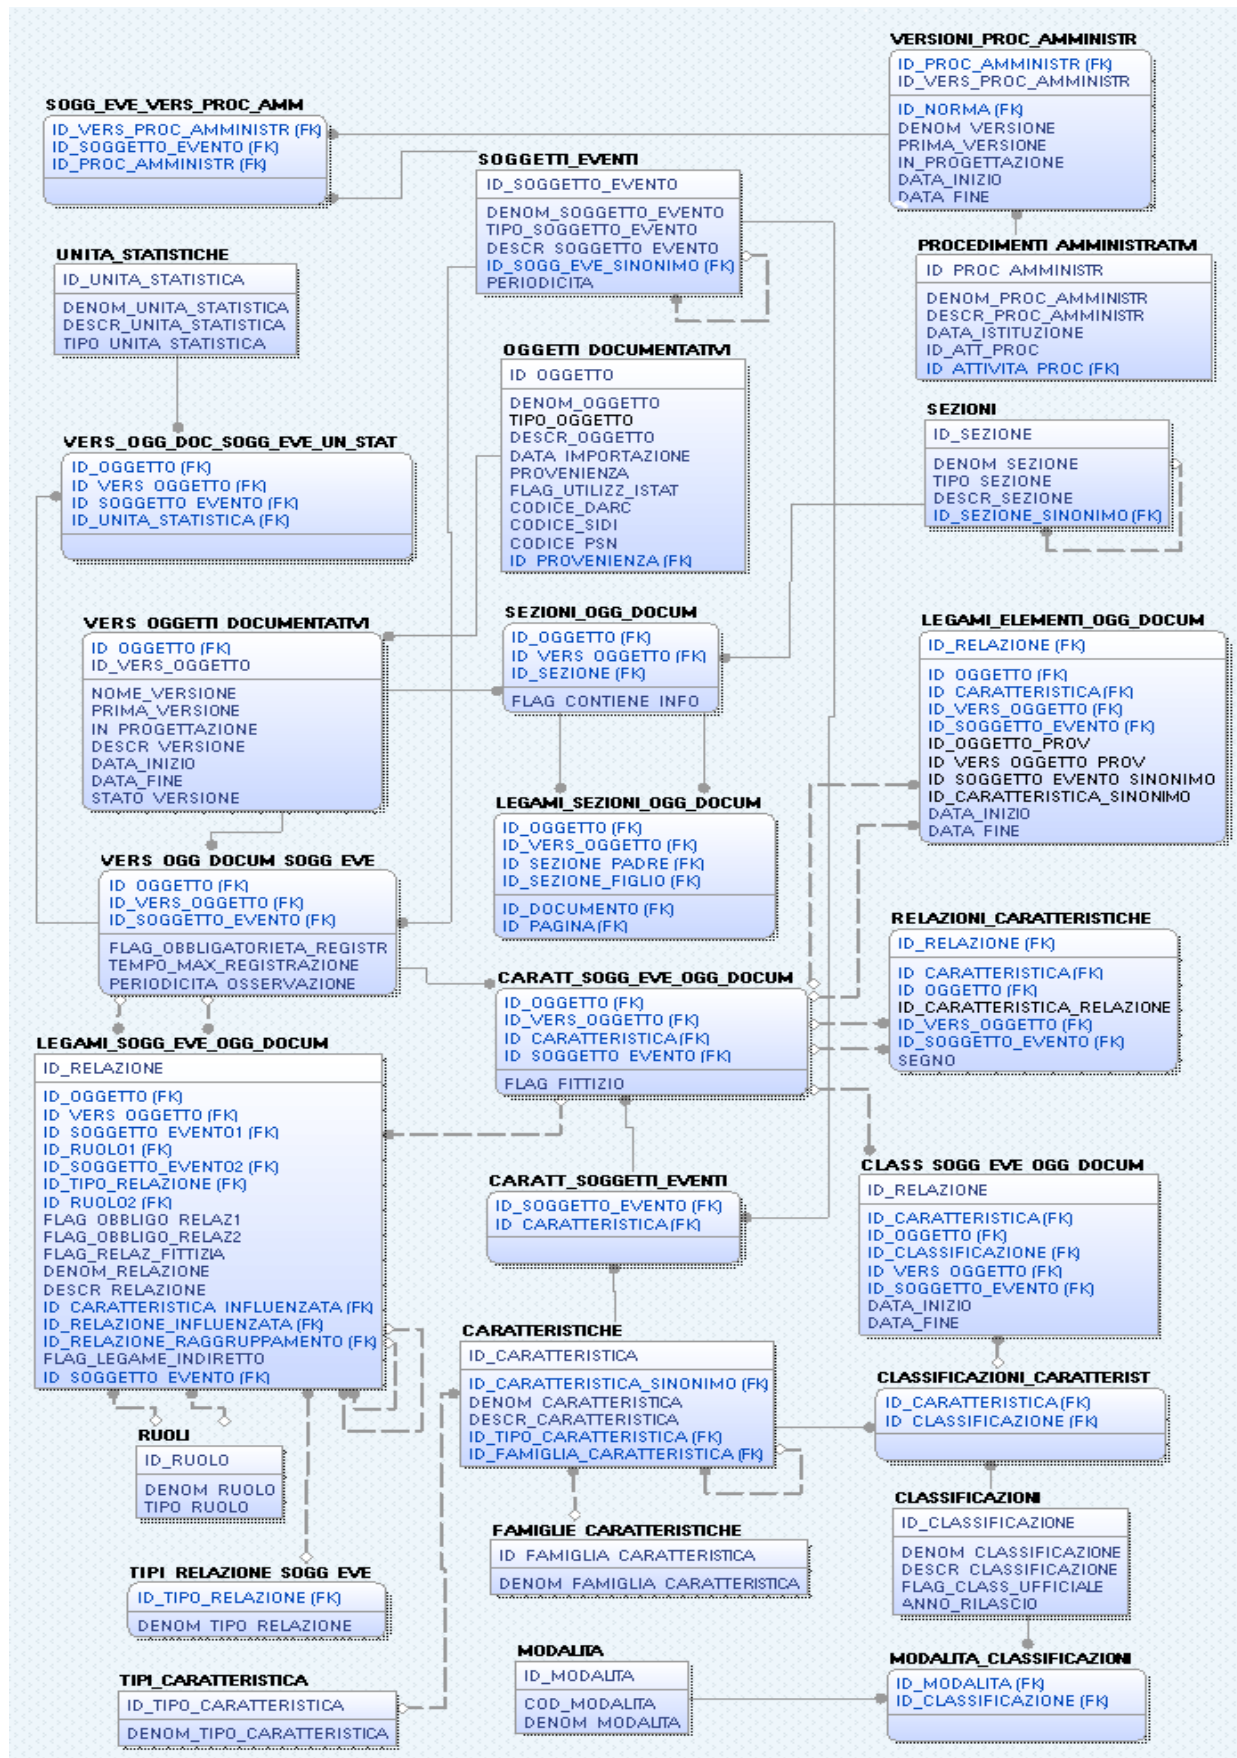 VERSIONI_PROC_AMMINISTR
ID_PROC_AMMINISTR (FK)
ID_VERS_PROC_AMMINISTR
ID_NORMA (FK)
DENOM_VERSIONE
PRIMA_VERSIONE
IN_PROGETTAZIONE
DATA_INIZIO
DATA_FINE
SOGG_EVE_VERS_PROC_AMM
ID_VERS_PROC_AMMINISTR (FK)
ID_SOGGETTO_EVENTO (FK)
ID_PROC_AMMINISTR (FK)
SOGGETTI_EVENTI
ID_SOGGETTO_EVENTO
DENOM_SOGGETTO_EVENTO
TIPO_SOGGETTO_EVENTO
DESCR_SOGGETTO_EVENTO
ID_SOGG_EVE_SINONIMO (FK)
PERIODICITA
PROCEDIMENTI_AMMINISTRATIVI
ID_PROC_AMMINISTR
DENOM_PROC_AMMINISTR
DESCR_PROC_AMMINISTR
DATA_ISTITUZIONE
ID_ATT_PROC
ID_ATTIVITA_PROC (FK)
UNITA_STATISTICHE
ID_UNITA_STATISTICA
DENOM_UNITA_STATISTICA
DESCR_UNITA_STATISTICA
TIPO_UNITA_STATISTICA
OGGETTI_DOCUMENTATIVI
ID_OGGETTO
DENOM_OGGETTO
TIPO_OGGETTO
DESCR_OGGETTO
DATA_IMPORTAZIONE
PROVENIENZA
FLAG_UTILIZZ_ISTAT
CODICE_DARC
CODICE_SIDI
CODICE_PSN
ID_PROVENIENZA (FK)
SEZIONI
ID_SEZIONE
DENOM_SEZIONE
TIPO_SEZIONE
DESCR_SEZIONE
ID_SEZIONE_SINONIMO (FK)
VERS_OGG_DOC_SOGG_EVE_UN_STAT
ID_OGGETTO (FK)
ID_VERS_OGGETTO (FK)
ID_SOGGETTO_EVENTO (FK)
ID_UNITA_STATISTICA (FK)
VERS_OGGETTI_DOCUMENTATIVI
ID_OGGETTO (FK)
ID_VERS_OGGETTO
NOME_VERSIONE
PRIMA_VERSIONE
IN_PROGETTAZIONE
DESCR_VERSIONE
DATA_INIZIO
DATA_FINE
STATO_VERSIONE
SEZIONI_OGG_DOCUM
ID_OGGETTO (FK)
ID_VERS_OGGETTO (FK)
ID_SEZIONE (FK)
FLAG_CONTIENE_INFO
LEGAMI_ELEMENTI_OGG_DOCUM
ID_RELAZIONE (FK)
ID_OGGETTO (FK)
ID_CARATTERISTICA (FK)
ID_VERS_OGGETTO (FK)
ID_SOGGETTO_EVENTO (FK)
ID_OGGETTO_PROV
ID_VERS_OGGETTO_PROV
ID_SOGGETTO_EVENTO_SINONIMO
ID_CARATTERISTICA_SINONIMO
DATA_INIZIO
DATA_FINE
LEGAMI_SEZIONI_OGG_DOCUM
ID_OGGETTO (FK)
ID_VERS_OGGETTO (FK)
ID_SEZIONE_PADRE (FK)
ID_SEZIONE_FIGLIO (FK)
ID_DOCUMENTO (FK)
ID_PAGINA (FK)
VERS_OGG_DOCUM_SOGG_EVE
ID_OGGETTO (FK)
ID_VERS_OGGETTO (FK)
ID_SOGGETTO_EVENTO (FK)
FLAG_OBBLIGATORIETA_REGISTR
TEMPO_MAX_REGISTRAZIONE
PERIODICITA_OSSERVAZIONE
RELAZIONI_CARATTERISTICHE
ID_RELAZIONE (FK)
ID_CARATTERISTICA (FK)
ID_OGGETTO (FK)
ID_CARATTERISTICA_RELAZIONE
ID_VERS_OGGETTO (FK)
ID_SOGGETTO_EVENTO (FK)
SEGNO
CARATT_SOGG_EVE_OGG_DOCUM
ID_OGGETTO (FK)
ID_VERS_OGGETTO (FK)
ID_CARATTERISTICA (FK)
ID_SOGGETTO_EVENTO (FK)
FLAG_FITTIZIO
LEGAMI_SOGG_EVE_OGG_DOCUM
ID_RELAZIONE
ID_OGGETTO (FK)
ID_VERS_OGGETTO (FK)
ID_SOGGETTO_EVENTO1 (FK)
ID_RUOLO1 (FK)
ID_SOGGETTO_EVENTO2 (FK)
ID_TIPO_RELAZIONE (FK)
ID_RUOLO2 (FK)
FLAG_OBBLIGO_RELAZ1
FLAG_OBBLIGO_RELAZ2
FLAG_RELAZ_FITTIZIA
DENOM_RELAZIONE
DESCR_RELAZIONE
ID_CARATTERISTICA_INFLUENZATA (FK)
ID_RELAZIONE_INFLUENZATA (FK)
ID_RELAZIONE_RAGGRUPPAMENTO (FK)
FLAG_LEGAME_INDIRETTO
ID_SOGGETTO_EVENTO (FK)
CARATT_SOGGETTI_EVENTI
ID_SOGGETTO_EVENTO (FK)
ID_CARATTERISTICA (FK)
CLASS_SOGG_EVE_OGG_DOCUM
ID_RELAZIONE
ID_CARATTERISTICA (FK)
ID_OGGETTO (FK)
ID_CLASSIFICAZIONE (FK)
ID_VERS_OGGETTO (FK)
ID_SOGGETTO_EVENTO (FK)
DATA_INIZIO
DATA_FINE
CARATTERISTICHE
ID_CARATTERISTICA
ID_CARATTERISTICA_SINONIMO (FK)
DENOM_CARATTERISTICA
DESCR_CARATTERISTICA
ID_TIPO_CARATTERISTICA (FK)
ID_FAMIGLIA_CARATTERISTICA (FK)
CLASSIFICAZIONI_CARATTERIST
ID_CARATTERISTICA (FK)
ID_CLASSIFICAZIONE (FK)
RUOLI
ID_RUOLO
DENOM_RUOLO
TIPO_RUOLO
CLASSIFICAZIONI
ID_CLASSIFICAZIONE
DENOM_CLASSIFICAZIONE
DESCR_CLASSIFICAZIONE
FLAG_CLASS_UFFICIALE
ANNO_RILASCIO
FAMIGLIE_CARATTERISTICHE
ID_FAMIGLIA_CARATTERISTICA
DENOM_FAMIGLIA_CARATTERISTICA
TIPI_RELAZIONE_SOGG_EVE
ID_TIPO_RELAZIONE (FK)
DENOM_TIPO_RELAZIONE
MODALITA
ID_MODALITA
COD_MODALITA
DENOM_MODALITA
MODALITA_CLASSIFICAZIONI
ID_MODALITA (FK)
ID_CLASSIFICAZIONE (FK)
TIPI_CARATTERISTICA
ID_TIPO_CARATTERISTICA
DENOM_TIPO_CARATTERISTICA